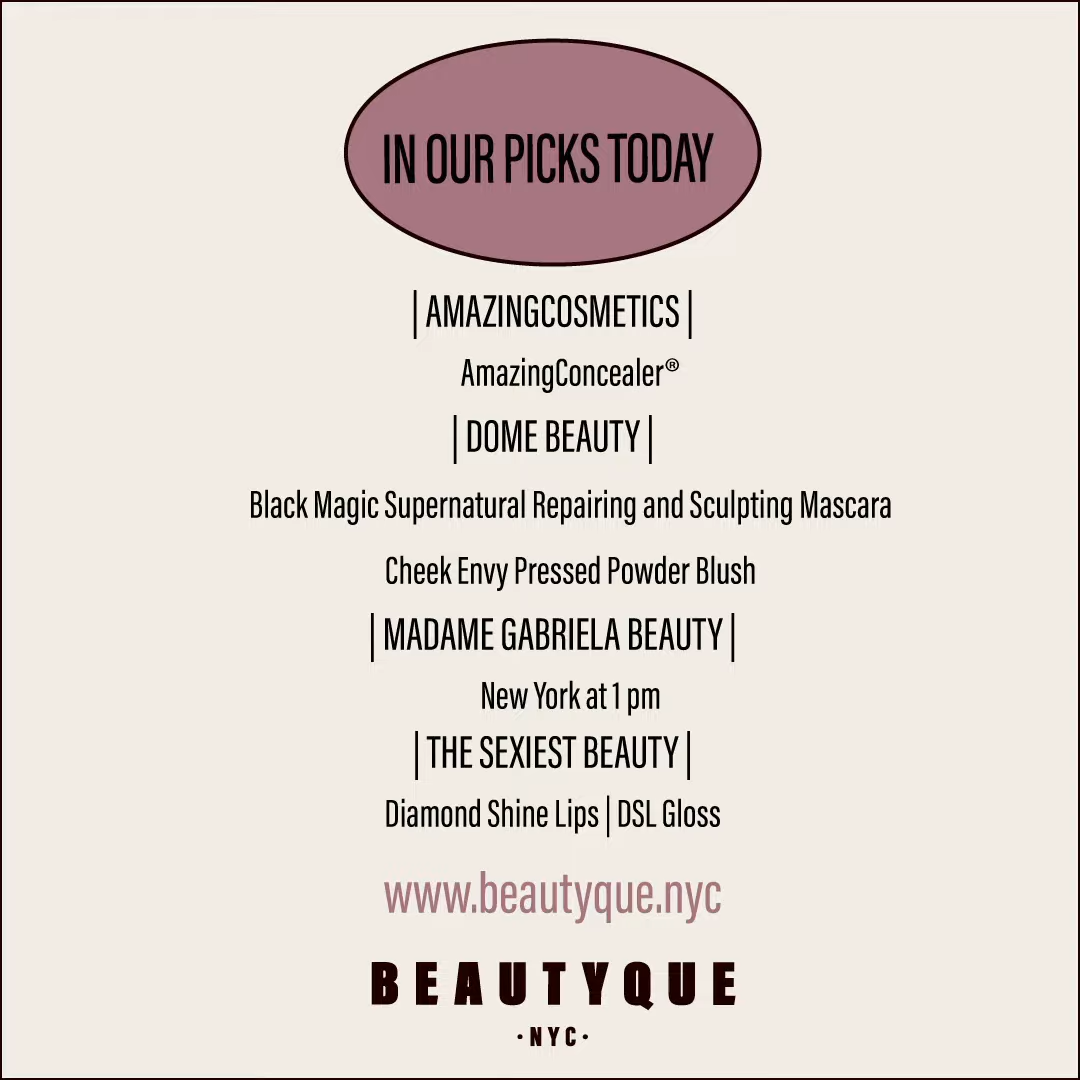 IN OUR PICKS TODAY
| AMAZINGCOSMETICS |
AmazingConcealer®
| DOME BEAUTY |
Black Magic Supernatural Repairing and Sculpting Mascara
Cheek Envy Pressed Powder Blush
| MADAME GABRIELA BEAUTY |
New York at 1 pm
| THE SEXIEST BEAUTY |
Diamond Shine Lips | DSL Gloss
www.beautyque.nyc
BEAUTYQUE
·NYC·